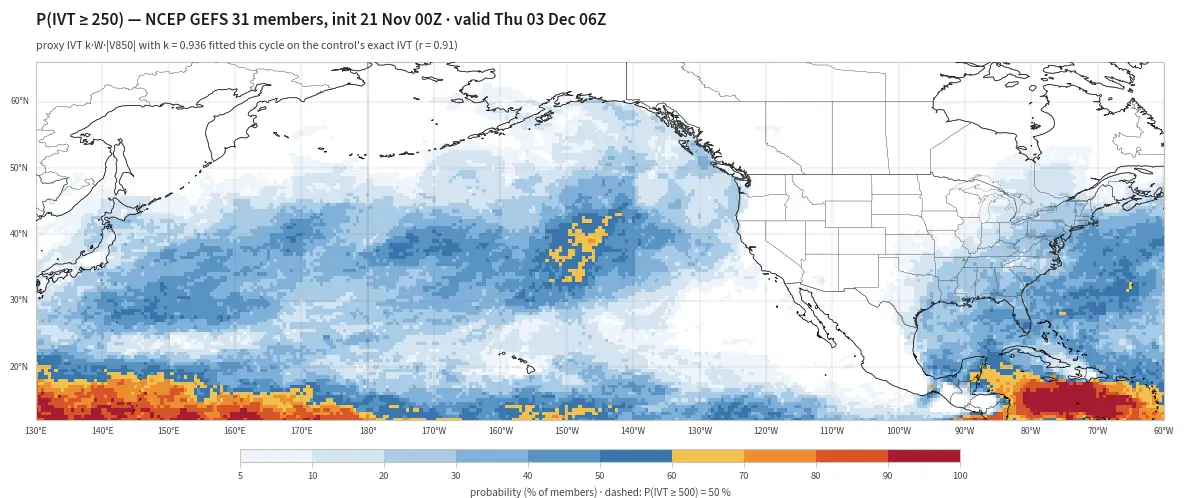 P(IVT ≥ 250) — NCEP GEFS 31 members, init 21 Nov 00Z · valid Thu 03 Dec 06Z
proxy IVT k·W·|V850| with k = 0.936 fitted this cycle on the control's exact IVT (r = 0.91)
60°N
50°N
40°N
30°N
20°N
130°E 140°E 150°E 160°E 170°E 180° 170°W 160°W 150°W 140°W 130°W 120°W 110°W 100°W 90°W 80°W 70°W 60°W
5 10 20 30 40 50 60 70 80 90 100
probability (% of members) · dashed: P(IVT ≥ 500) = 50 %